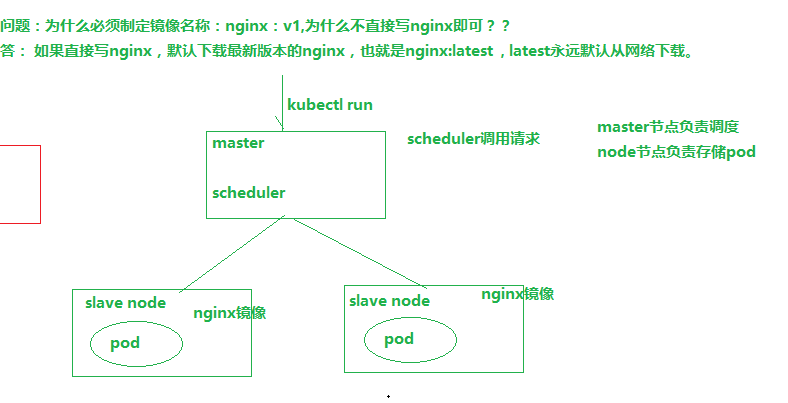 问题：为什么必须制定镜像名称：nginx：v1,为什么不直接写nginx即可？？
答： 如果直接写nginx，默认下载最新版本的nginx，也就是nginx:latest，latest永远默认从网络下载。
kubectl run
master
scheduler调用请求
master节点负责调度
node节点负责存储pod
scheduler
slave node
nginx镜像
pod
slave node
nginx镜像
pod